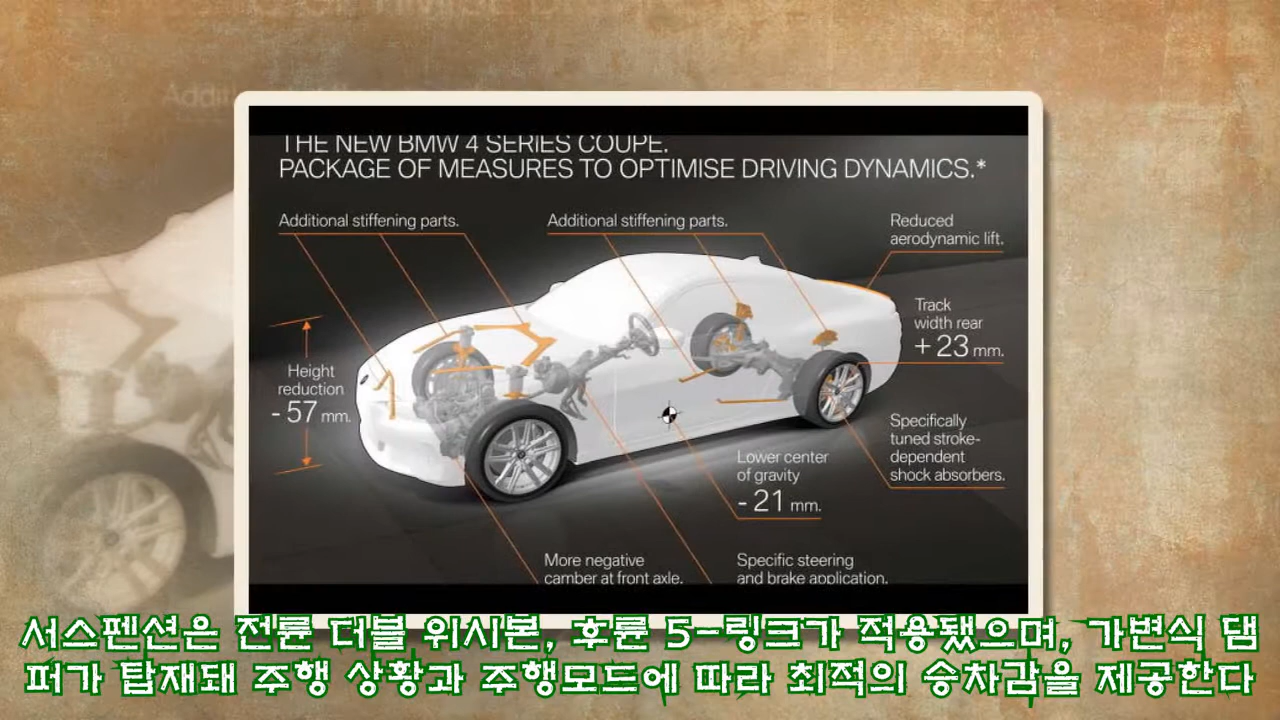 THE NEW BMW 4 SERIES COUPE.
PACKAGE OF MEASURES TO OPTIMISE DRIVING DYNAMICS.*
Additional stiffening parts.
Additional stiffening parts.
Reduced
aerodynamic lift.
Track
width rear
+ 23 mm.
Height
reduction
- 57 mm.
Specifically
tuned stroke-
dependent
shock absorbers.
Lower center
of gravity
- 21 mm.
More negative
camber at front axle.
Specific steering
and brake application.
서스펜션은 전륜 더블 위시본, 후륜 5-링크가 적용됐으며, 가변식 댐
퍼가 탑재돼 주행 상황과 주행모드에 따라 최적의 승차감을 제공한다